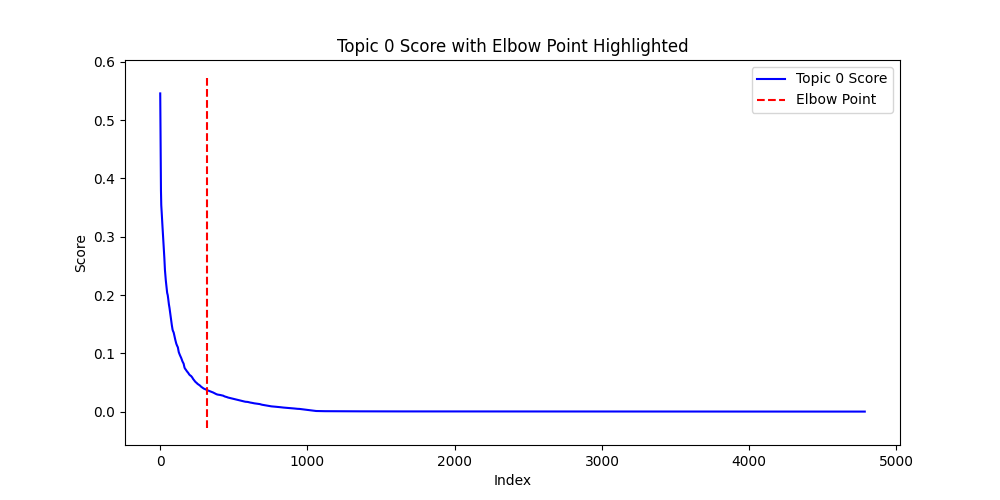 Topic 0 Score with Elbow Point Highlighted
Topic 0 Score
Elbow Point
0.6
0.5
0.4
0.3
0.2
0.1
0.0
Score
0
1000
2000
3000
4000
5000
Index